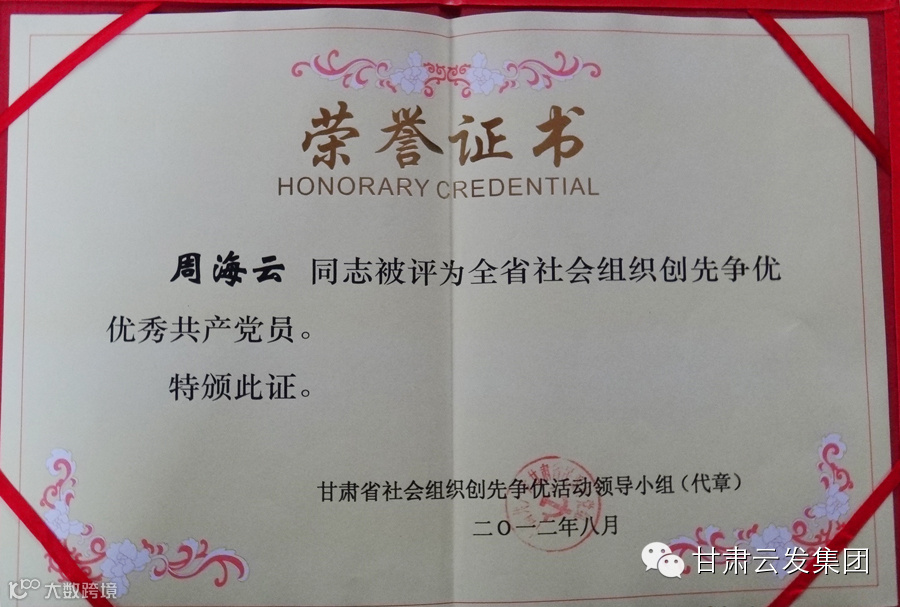 荣誉证书
HONORARY CREDENTIAL
周海云 同志被评为全省社会组织创先争优
优秀共产党员。
特颁此证。
甘肃省社会组织创先争优活动领导小组（代章）
二〇一二年八月
甘肃云发集团
大数跨境